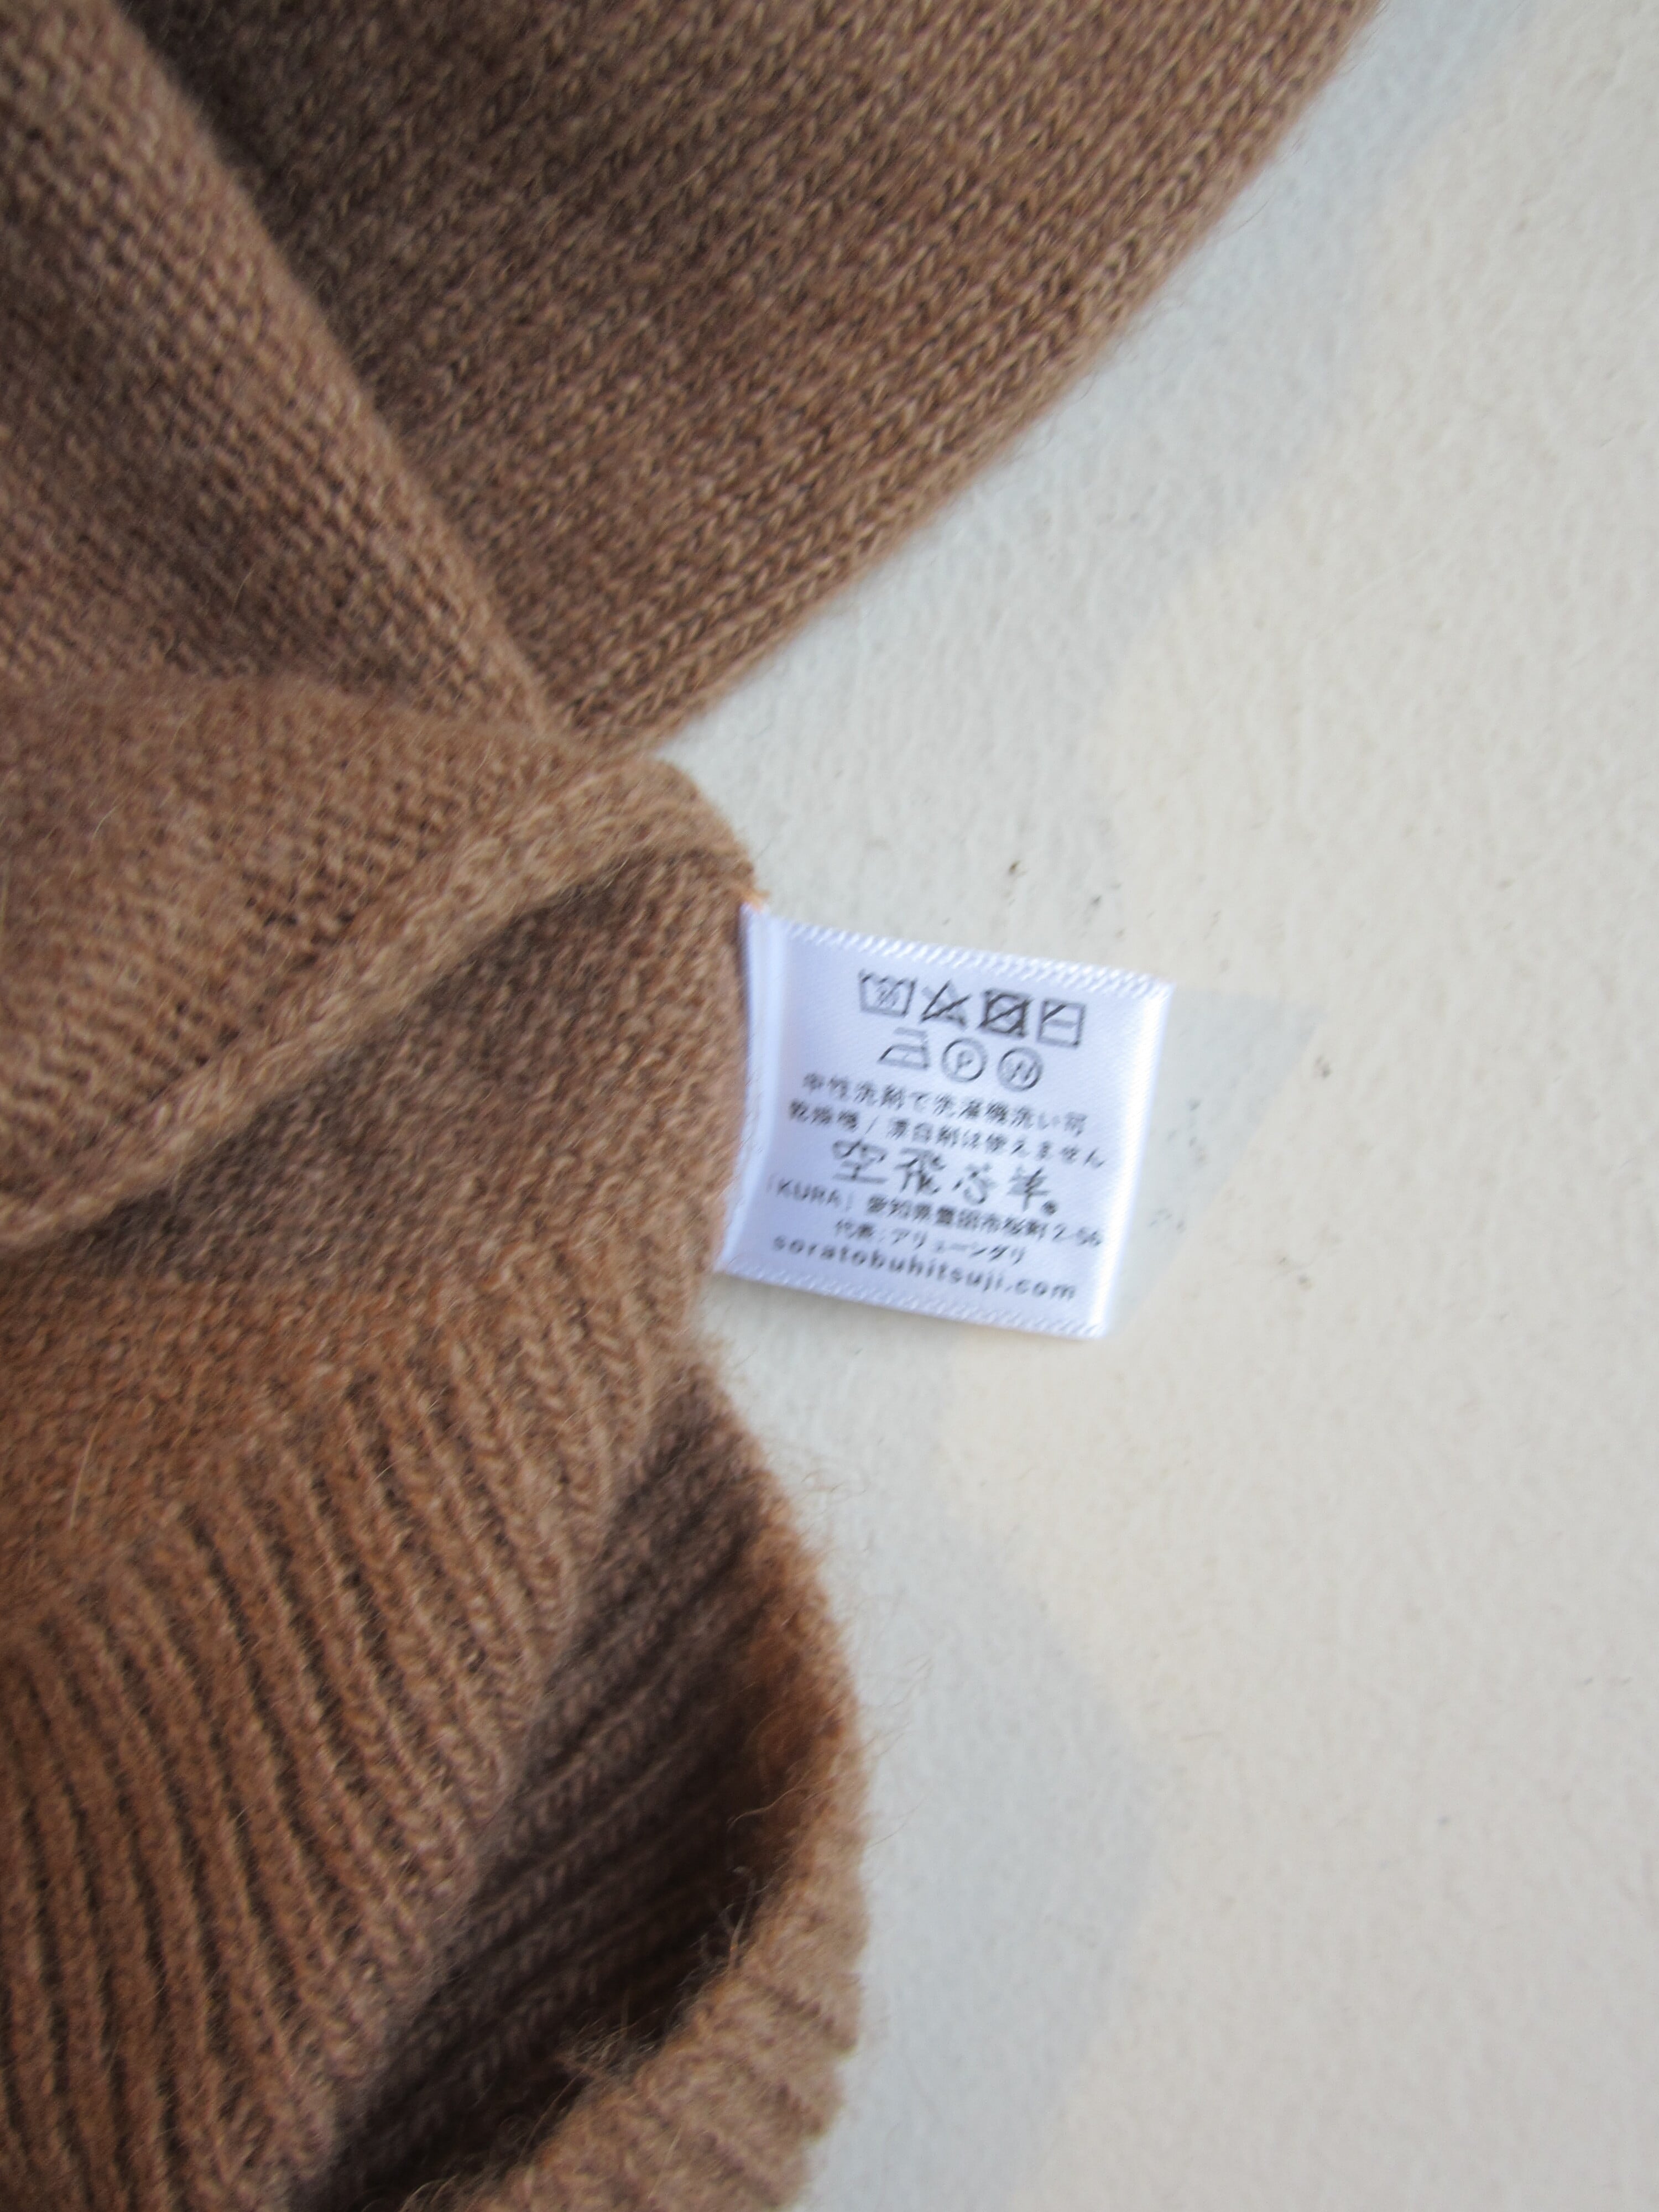 P W
中性洗剤で洗濯機洗い可
乾燥機 / 漂白剤は使えません
空飛ぶ羊。
「KURA」愛知県豊田市桜町2-56
代表:アリューンダリ
soratobuhitsuji.com